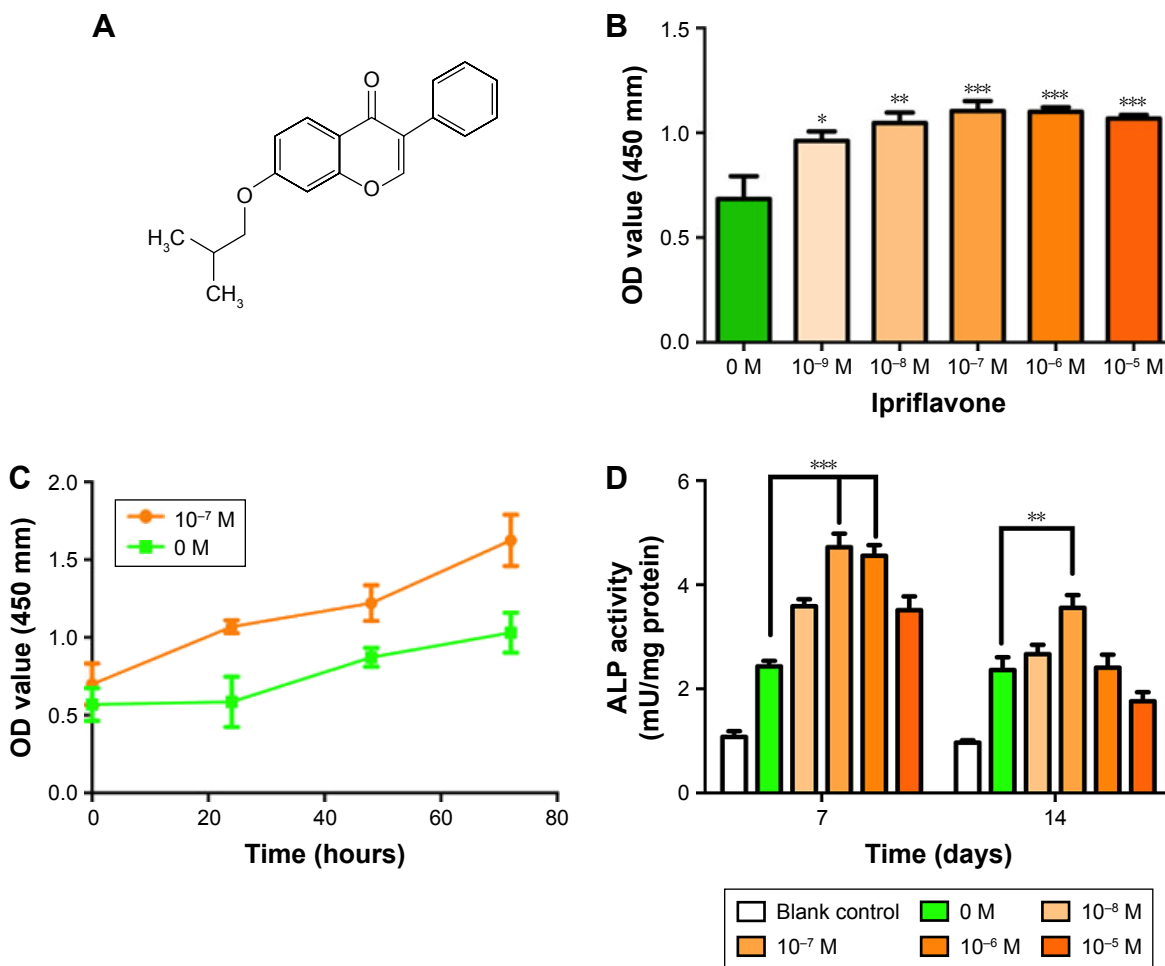 A
O
O
O
H₃C
CH₃
B
OD value (450 mm)
1.5
1.0
0.5
0.0
*
**
***
***
***
0 M
10⁻⁹ M
10⁻⁸ M
10⁻⁷ M
10⁻⁶ M
10⁻⁵ M
Ipriflavone
C
OD value (450 mm)
2.0
1.5
1.0
0.5
0.0
10⁻⁷ M
0 M
0
20
40
60
80
Time (hours)
D
ALP activity
(mU/mg protein)
6
4
2
0
***
**
7
14
Time (days)
Blank control
0 M
10⁻⁸ M
10⁻⁷ M
10⁻⁶ M
10⁻⁵ M